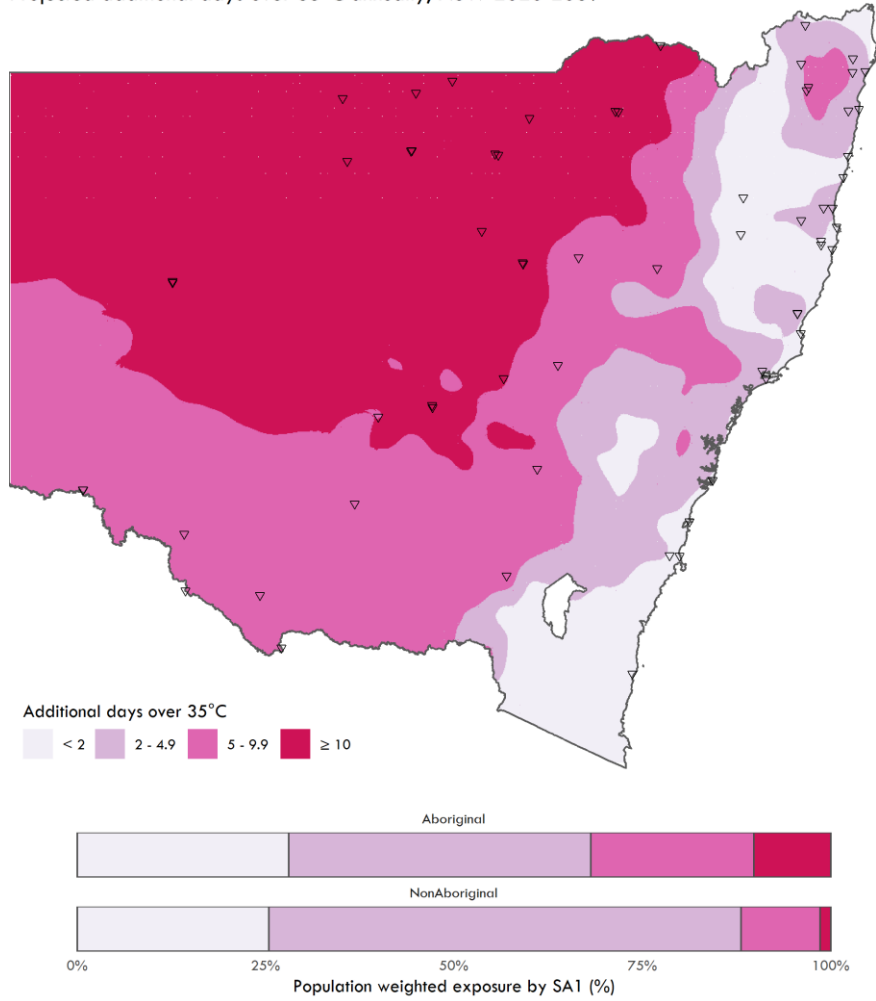 Additional days over 35°C
< 2
2 - 4.9
5 - 9.9
≥ 10
Aboriginal
NonAboriginal
0%
25%
50%
75%
100%
Population weighted exposure by SA1 (%)